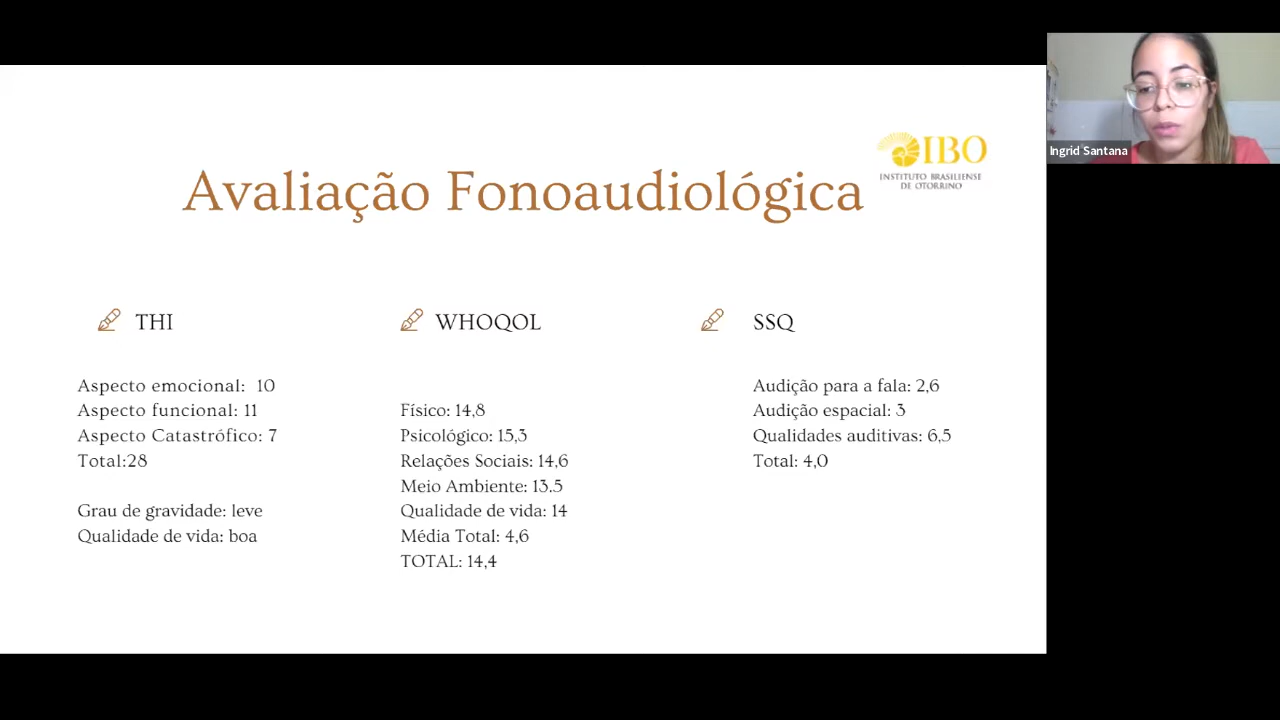 Ingrid Santana
IBO
INSTITUTO BRASILIENSE
DE OTORRINO
Avaliação Fonoaudiológica
THI
Aspecto emocional: 10
Aspecto funcional: 11
Aspecto Catastrófico: 7
Total:28
Grau de gravidade: leve
Qualidade de vida: boa
WHOQOL
Físico: 14,8
Psicológico: 15,3
Relações Sociais: 14,6
Meio Ambiente: 13.5
Qualidade de vida: 14
Média Total: 4,6
TOTAL: 14,4
SSQ
Audição para a fala: 2,6
Audição espacial: 3
Qualidades auditivas: 6,5
Total: 4,0